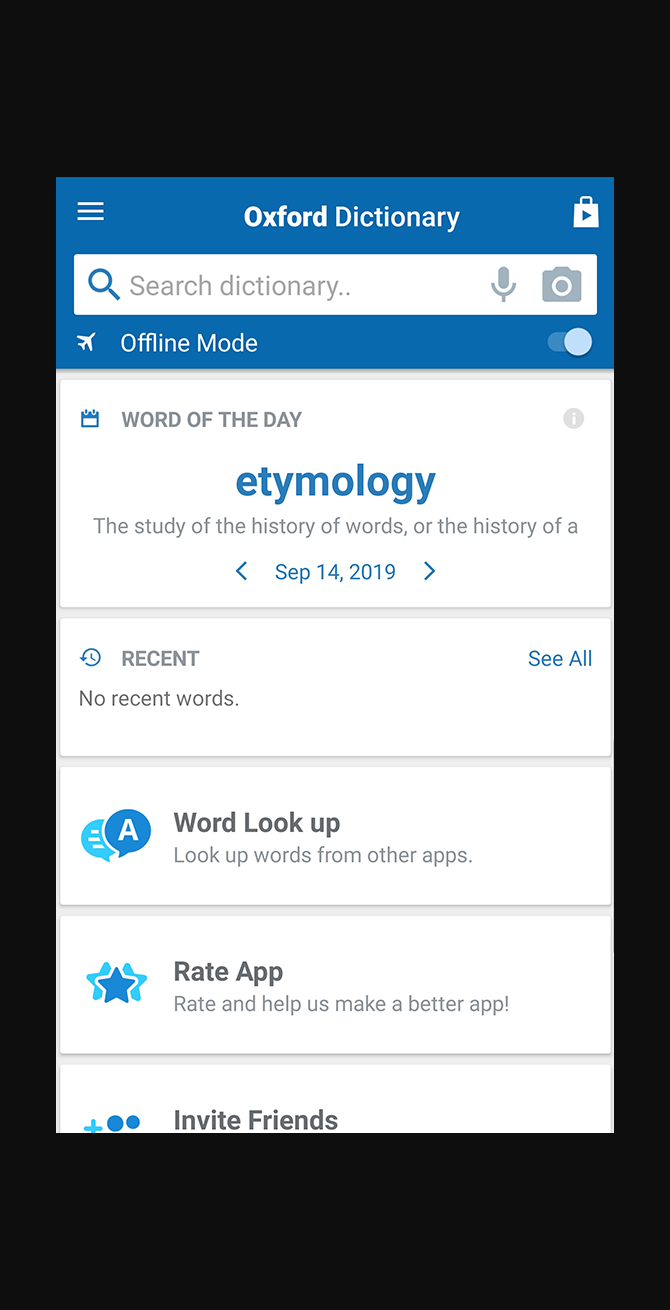 Oxford Dictionary
Search dictionary..
Offline Mode
WORD OF THE DAY
etymology
The study of the history of words, or the history of a
Sep 14, 2019
RECENT
See All
No recent words.
A
Word Look up
Look up words from other apps.
Rate App
Rate and help us make a better app!
Invite Friends